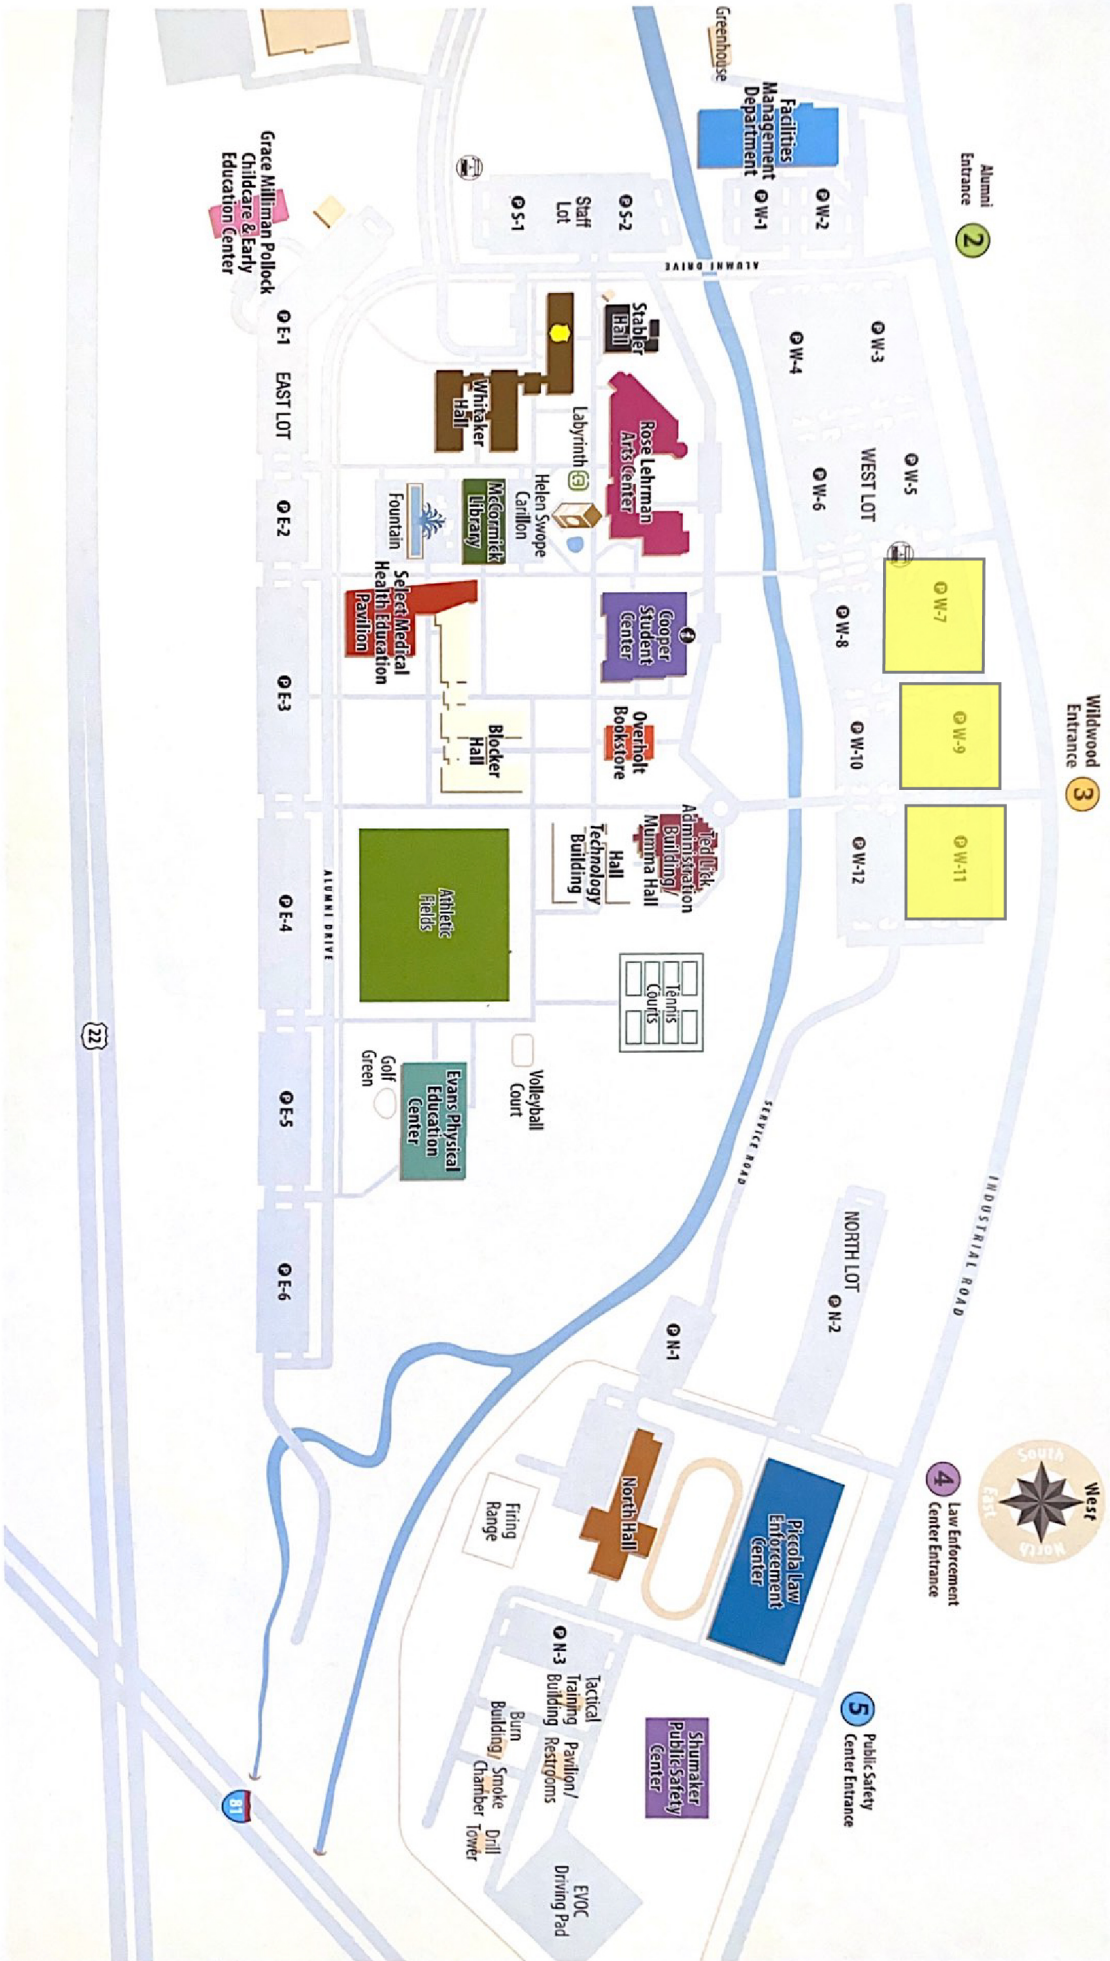 Greenhouse
Facilities
Management
Department
Alumni
Entrance
2
P W-1
P W-2
P S-1
Staff
Lot
P S-2
ALUMNI DRIVE
Grace Milliman Pollock
Childcare & Early
Education Center
P E-1
EAST LOT
P E-2
P E-3
P E-4
P E-5
P E-6
ALUMNI DRIVE
Stabler
Hall
Whitaker
Hall
Rose Lehrman
Arts Center
Labyrinth
Helen Swope
Carillon
McCormick
Library
Fountain
Select Medical
Health Education
Pavilion
Cooper
Student
Center
Overholt
Bookstore
Blocker
Hall
Ted Lick
Administration
Building/
Mumma Hall
Hall
Technology
Building
Athletic
Fields
Tennis
Courts
Volleyball
Court
Golf
Green
Evans Physical
Education
Center
P W-3
P W-4
P W-5
WEST LOT
P W-6
P W-7
P W-8
P W-9
P W-10
P W-11
P W-12
Wildwood
Entrance
3
SERVICE ROAD
INDUSTRIAL ROAD
NORTH LOT
P N-2
P N-1
West
South
North
East
4
Law Enforcement
Center Entrance
Piccola Law
Enforcement
Center
North Hall
Firing
Range
P N-3
Tactical
Training
Building
Pavilion/
Restrooms
Burn
Building/
Smoke
Chamber
Drill
Tower
Shumaker
Public Safety
Center
5
Public Safety
Center Entrance
EVOC
Driving Pad
22
81